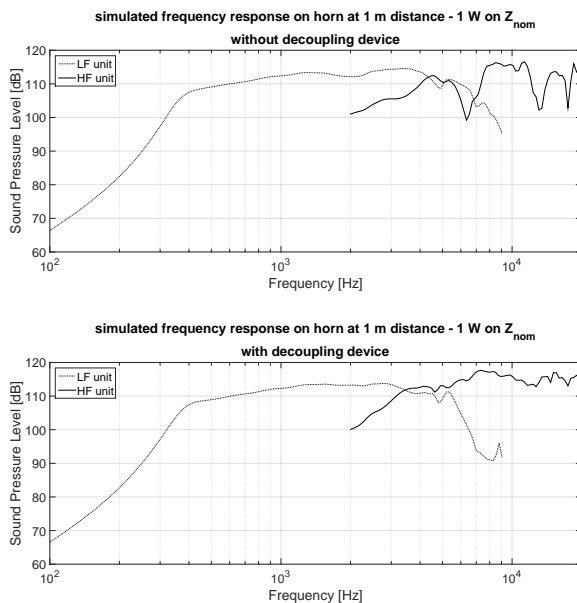 simulated frequency response on horn at 1 m distance - 1 W on Z_nom
without decoupling device
120
110
100
90
80
70
60
Sound Pressure Level [dB]
LF unit
HF unit
10^2
10^3
10^4
Frequency [Hz]
simulated frequency response on horn at 1 m distance - 1 W on Z_nom
with decoupling device
120
110
100
90
80
70
60
Sound Pressure Level [dB]
LF unit
HF unit
10^2
10^3
10^4
Frequency [Hz]